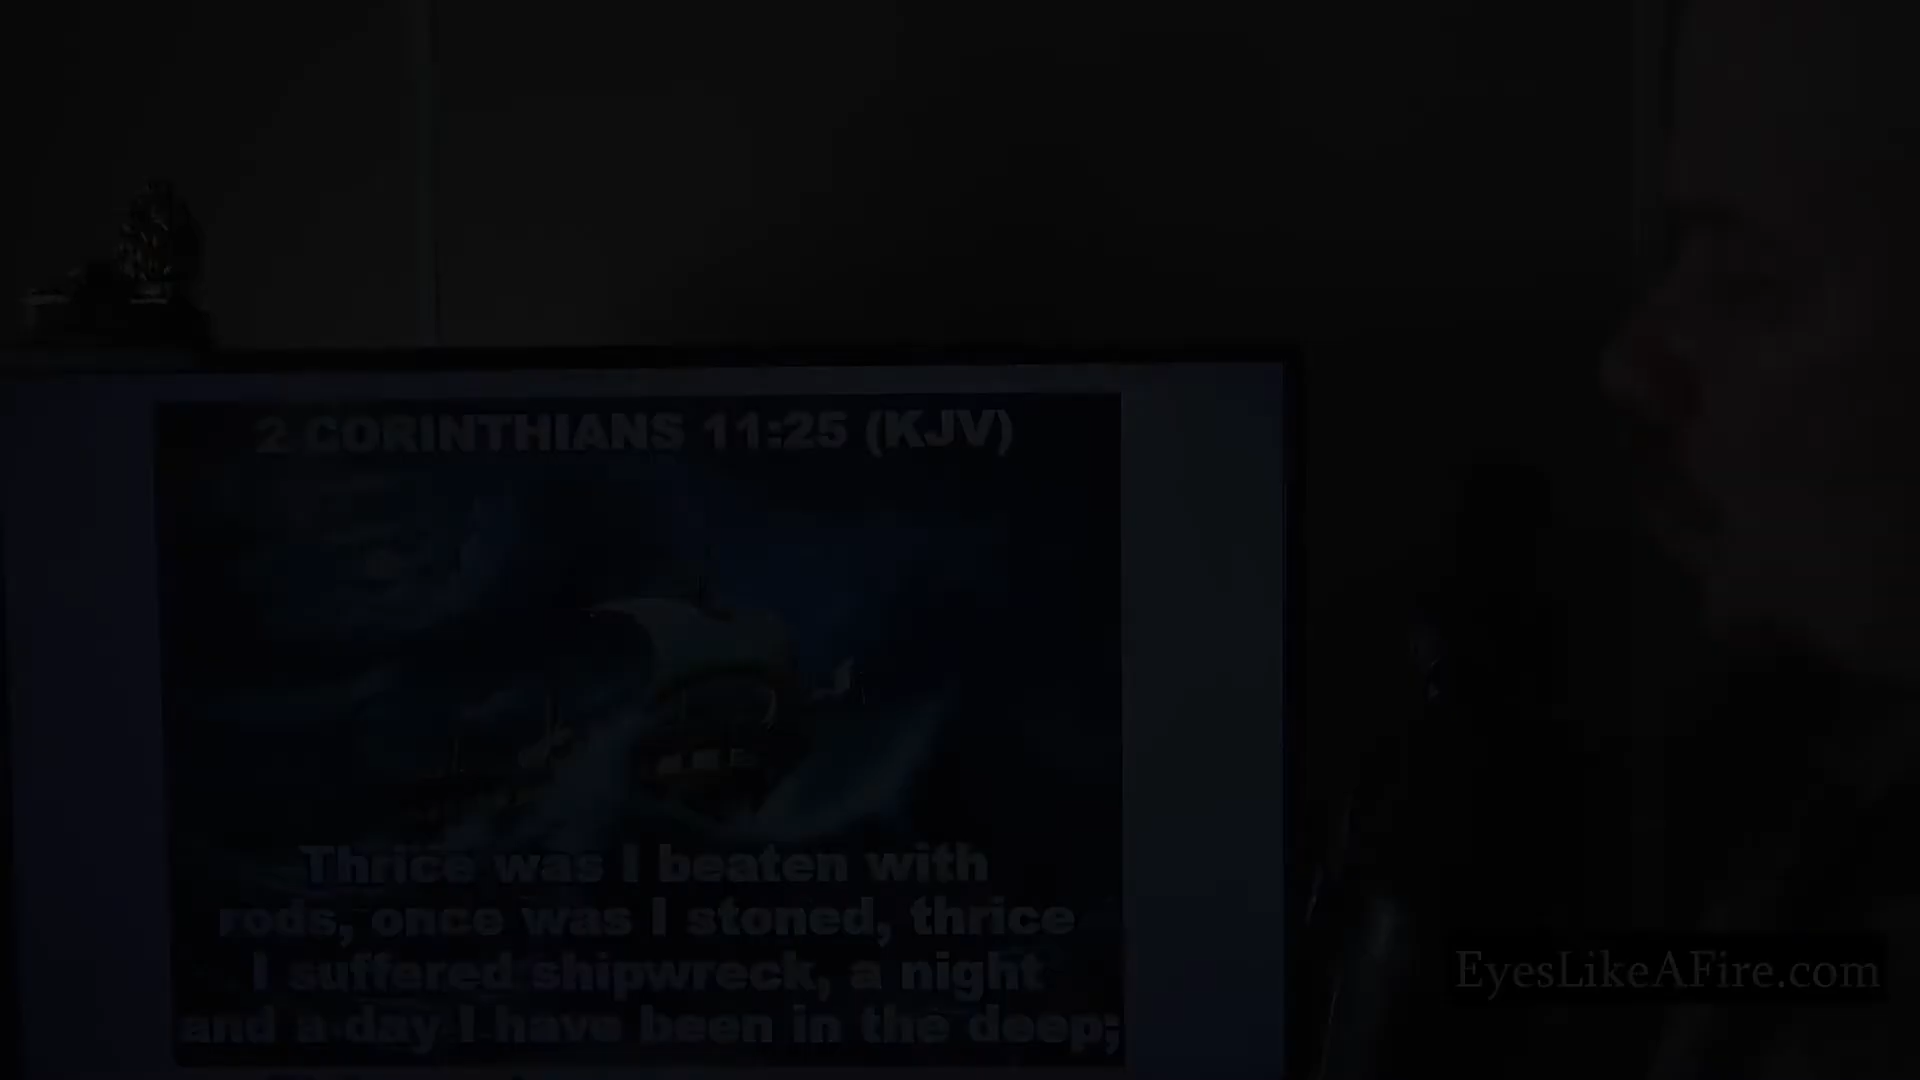 2 CORINTHIANS 11:25 (KJV)
Thrice was I beaten with
rods, once was I stoned, thrice
I suffered shipwreck, a night
and a day I have been in the deep;
EyesLikeAFire.com